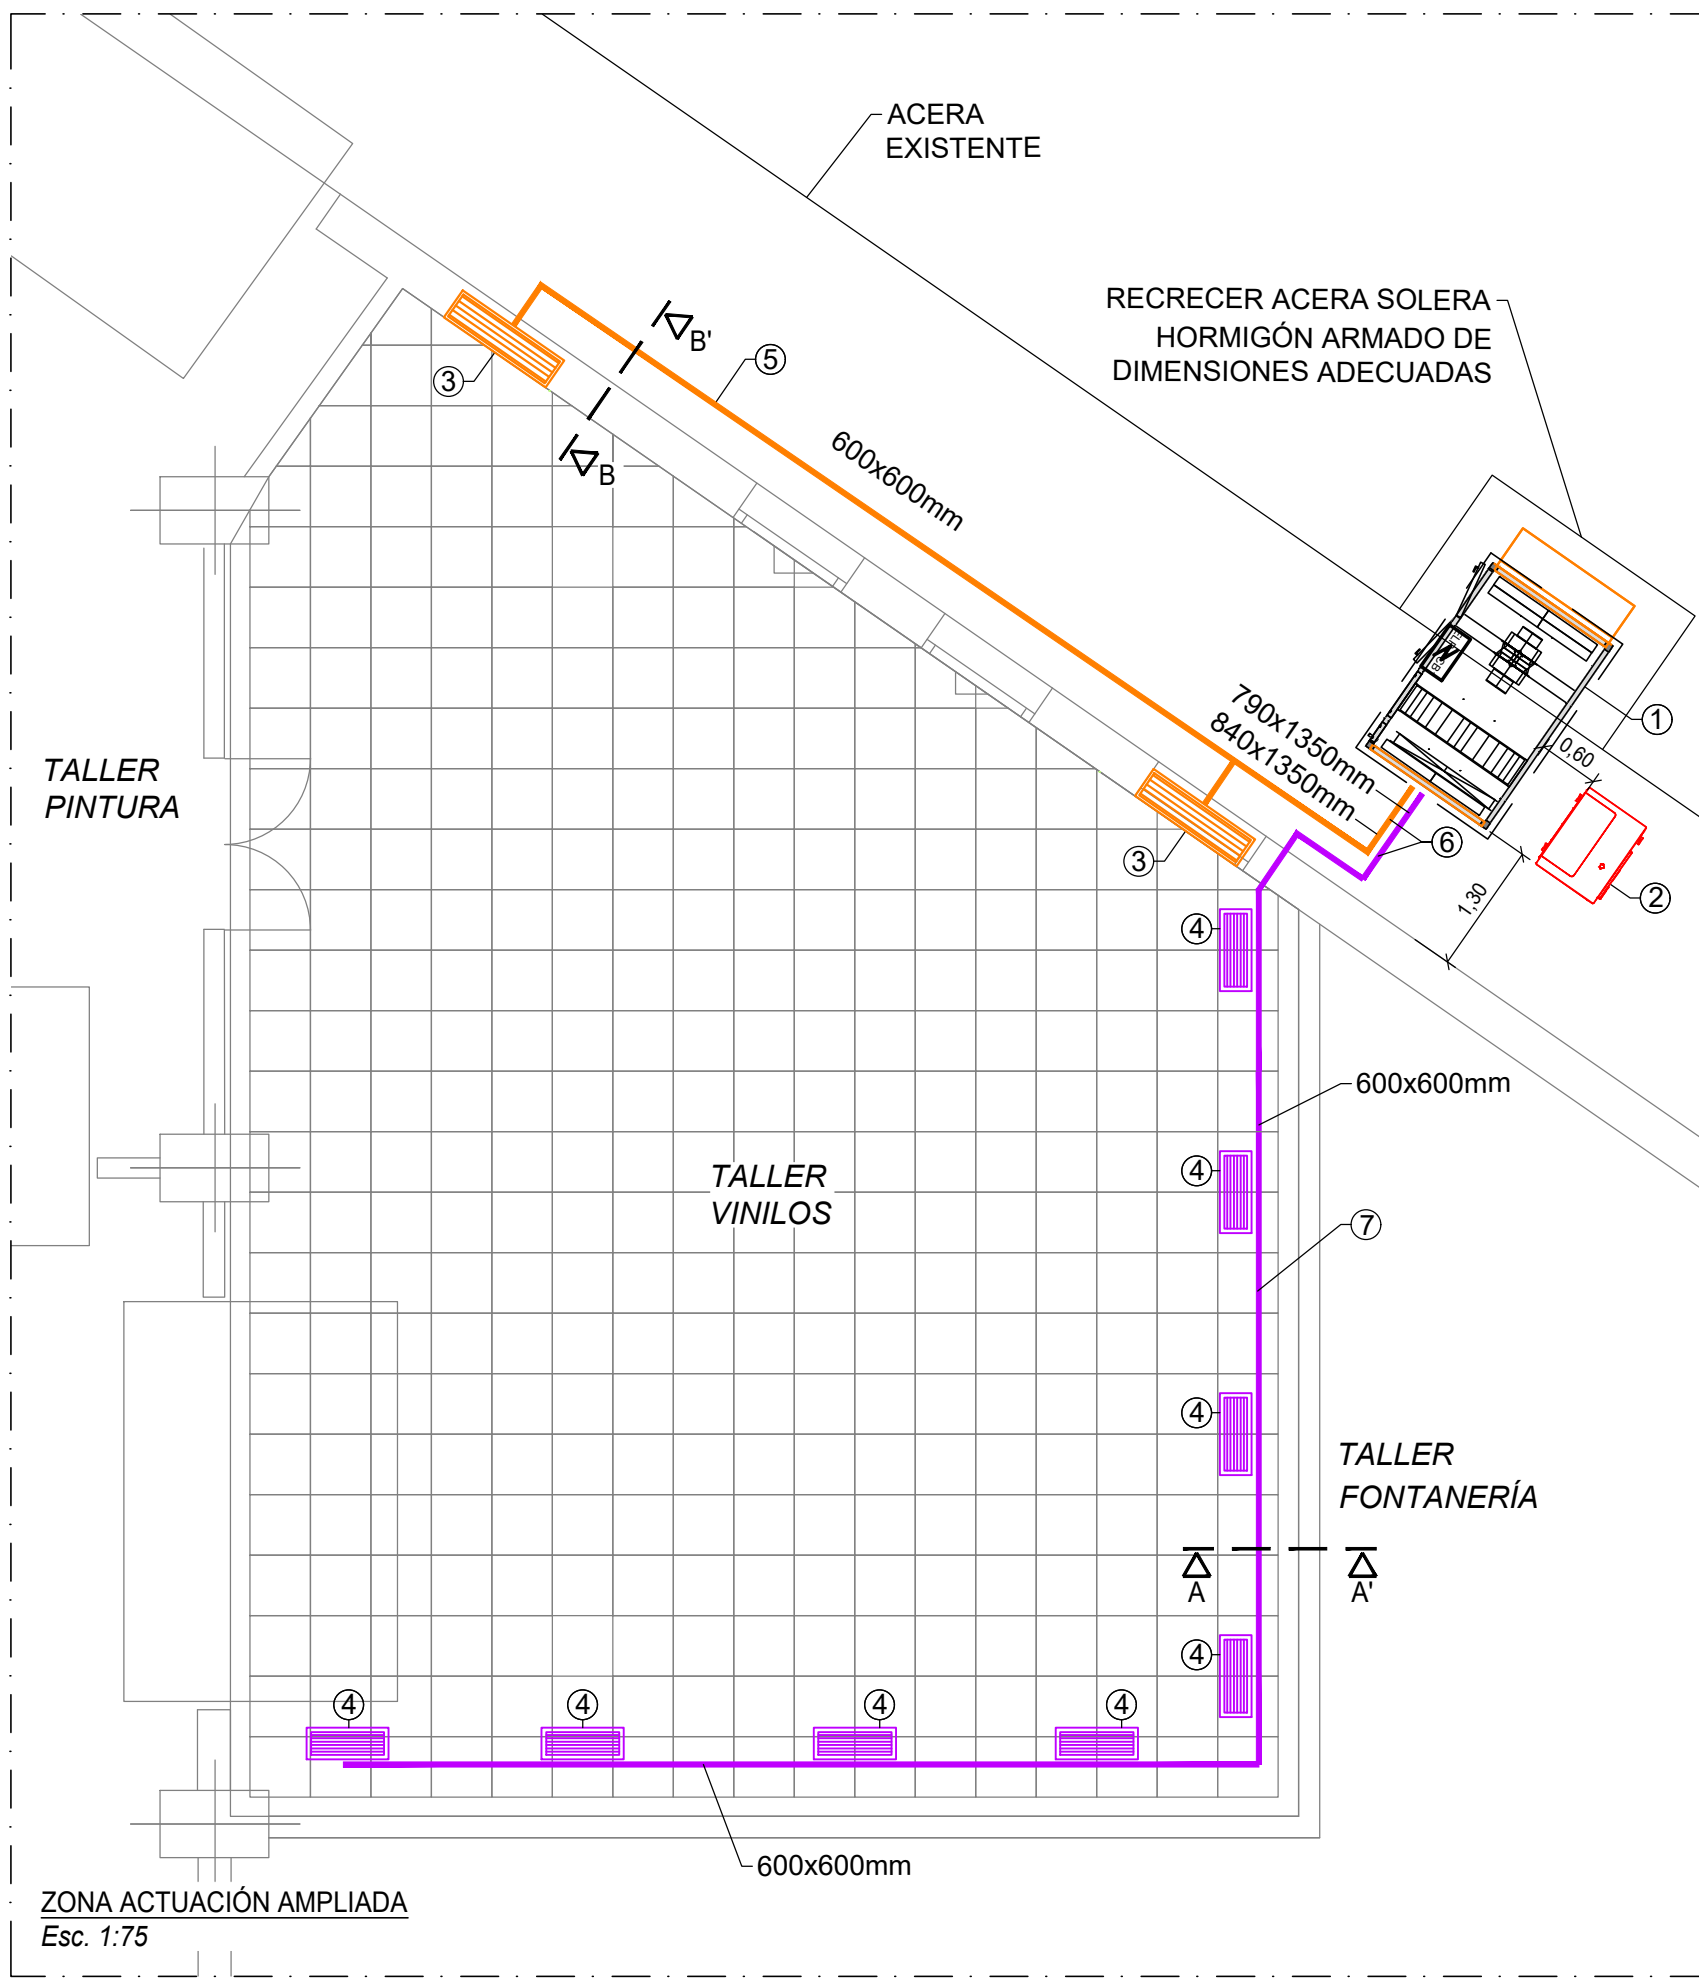 ACERA
EXISTENTE
RECRECER ACERA SOLERA
HORMIGÓN ARMADO DE
DIMENSIONES ADECUADAS
B'
5
3
B
600x600mm
1
0,60
790x1350mm
840x1350mm
6
2
1,30
3
TALLER
PINTURA
4
600x600mm
4
TALLER
VINILOS
7
4
TALLER
FONTANERÍA
A
A'
4
4
4
4
4
600x600mm
ZONA ACTUACIÓN AMPLIADA
Esc. 1:75